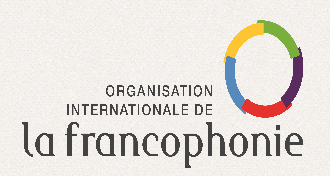 ORGANISATION
INTERNATIONALE DE
la francophonie